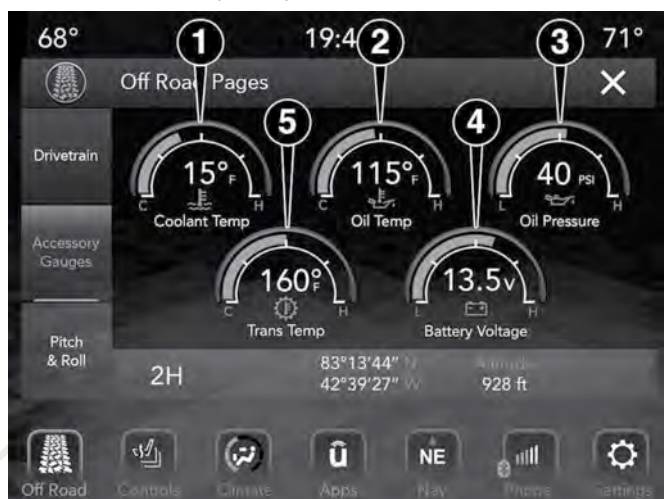 68° 1 19:4 2 3 71°
Off Road Pages X
Drivetrain
Accessory
Gauges
Pitch
& Roll
15°F
C H
Coolant Temp
115°F
C H
Oil Temp
40 PSI
L H
Oil Pressure
5 4
160°F
C H
Trans Temp
13.5v
L H
Battery Voltage
2H
83°13'44" N
42°39'27" W
Altitude
928 ft
Off Road
Controls
Climate
û
Apps
NE
Nav
Phone
Settings